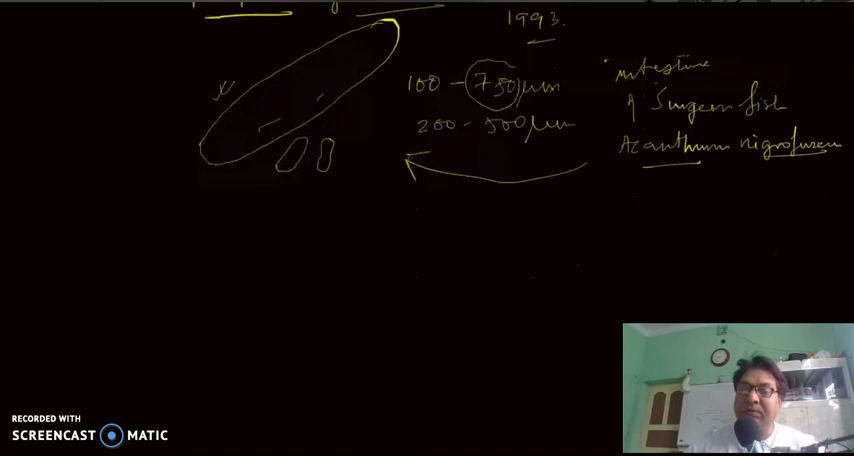 1993.
100 - 750 μm
200 - 500 μm
intestine
of Surgeon fish
Acanthurus nigrofuscus
RECORDED WITH
SCREENCAST MATIC